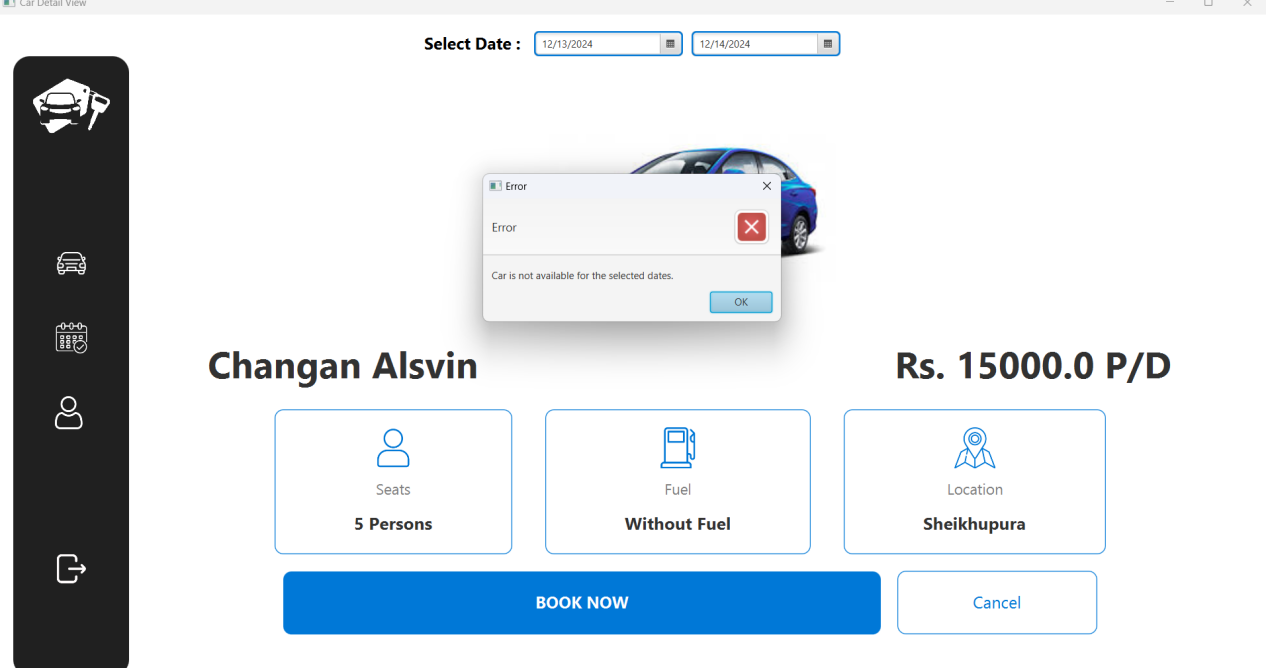 Car Detail View
Select Date : 12/13/2024 12/14/2024
Error
Error
Car is not available for the selected dates.
OK
Changan Alsvin Rs. 15000.0 P/D
Seats Fuel Location
5 Persons Without Fuel Sheikhupura
BOOK NOW Cancel